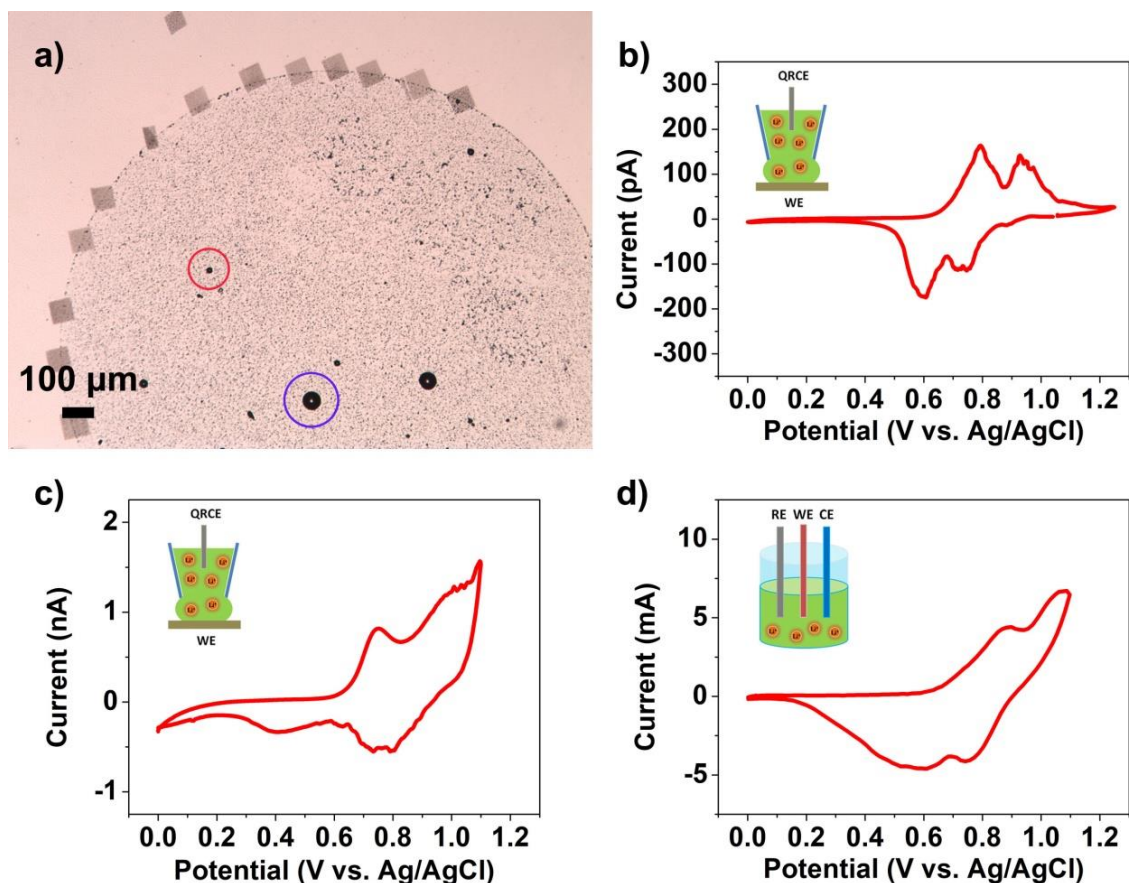 a)
100 µm
b)
Current (pA)
300
200
100
0
-100
-200
-300
QRCE
WE
0.0 0.2 0.4 0.6 0.8 1.0 1.2
Potential (V vs. Ag/AgCl)
c)
Current (nA)
2
1
0
-1
QRCE
WE
0.0 0.2 0.4 0.6 0.8 1.0 1.2
Potential (V vs. Ag/AgCl)
d)
Current (mA)
10
5
0
-5
RE WE CE
0.0 0.2 0.4 0.6 0.8 1.0 1.2
Potential (V vs. Ag/AgCl)